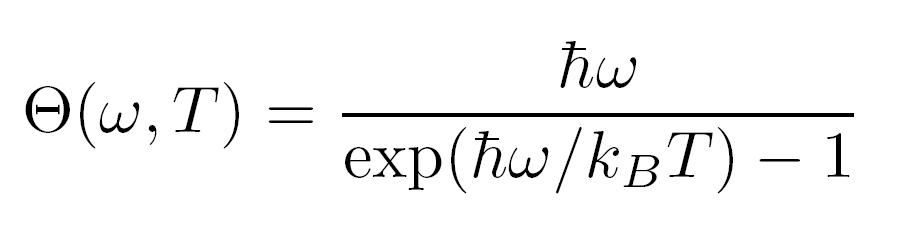 Θ(ω, T) = ħω / (exp(ħω/k_B T) − 1)